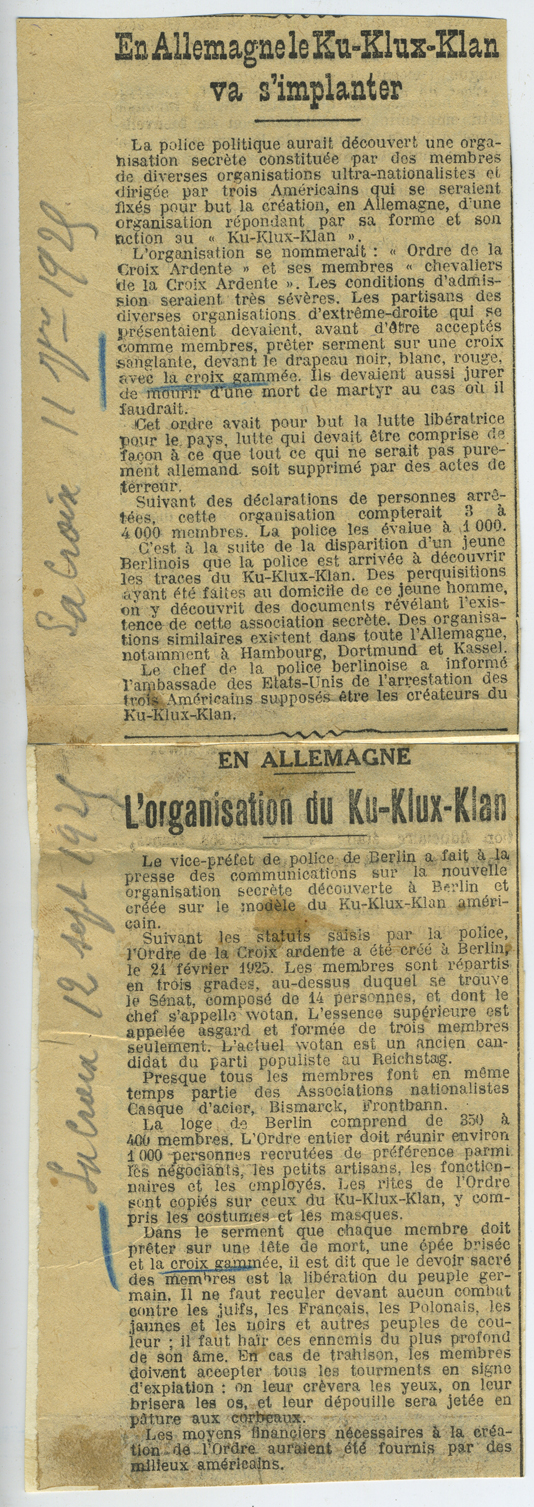 En Allemagne le Ku-Klux-Klan
va s'implanter
La police politique aurait découvert une orga-
nisation secrète constituée par des membres
de diverses organisations ultra-nationalistes et
dirigée par trois Américains qui se seraient
fixés pour but la création, en Allemagne, d'une
organisation répondant par sa forme et son
action au « Ku-Klux-Klan ».
L'organisation se nommerait : « Ordre de la
Croix Ardente » et ses membres « chevaliers
de la Croix Ardente ». Les conditions d'admis-
sion seraient très sévères. Les partisans des
diverses organisations d'extrême-droite qui se
présentaient devaient, avant d'être acceptés
comme membres, prêter serment sur une croix
sanglante, devant le drapeau noir, blanc, rouge,
avec la croix gammée. Ils devaient aussi jurer
de mourir d'une mort de martyr au cas où il
faudrait.
Cet ordre avait pour but la lutte libératrice
pour le pays, lutte qui devait être comprise de
façon à ce que tout ce qui ne serait pas pure-
ment allemand soit supprimé par des actes de
terreur.
Suivant des déclarations de personnes arrê-
tées, cette organisation compterait 3 à
4 000 membres. La police les évalue à 1 000.
C'est à la suite de la disparition d'un jeune
Berlinois que la police est arrivée à découvrir
les traces du Ku-Klux-Klan. Des perquisitions
ayant été faites au domicile de ce jeune homme,
on y découvrit des documents révélant l'exis-
tence de cette association secrète. Des organisa-
tions similaires existent dans toute l'Allemagne,
notamment à Hambourg, Dortmund et Kassel.
Le chef de la police berlinoise a informé
l'ambassade des Etats-Unis de l'arrestation des
trois Américains supposés être les créateurs du
Ku-Klux-Klan.
La Croix 11 7bre 1925
EN ALLEMAGNE
L'organisation du Ku-Klux-Klan
Le vice-préfet de police de Berlin a fait à la
presse des communications sur la nouvelle
organisation secrète découverte à Berlin et
créée sur le modèle du Ku-Klux-Klan améri-
cain.
Suivant les statuts saisis par la police,
l'Ordre de la Croix ardente a été créé à Berlin,
le 21 février 1925. Les membres sont répartis
en trois grades, au-dessus duquel se trouve
le Sénat, composé de 14 personnes, et dont le
chef s'appelle wotan. L'essence supérieure est
appelée asgard et formée de trois membres
seulement. L'actuel wotan est un ancien can-
didat du parti populiste au Reichstag.
Presque tous les membres font en même
temps partie des Associations nationalistes
Casque d'acier, Bismarck, Frontbann.
La loge de Berlin comprend de 350 à
400 membres. L'Ordre entier doit réunir environ
1 000 personnes recrutées de préférence parmi
les négociants, les petits artisans, les fonction-
naires et les employés. Les rites de l'Ordre
sont copiés sur ceux du Ku-Klux-Klan, y com-
pris les costumes et les masques.
Dans le serment que chaque membre doit
prêter sur une tête de mort, une épée brisée
et la croix gammée, il est dit que le devoir sacré
des membres est la libération du peuple ger-
main. Il ne faut reculer devant aucun combat
contre les juifs, les Français, les Polonais, les
jaunes et les noirs et autres peuples de cou-
leur ; il faut haïr ces ennemis du plus profond
de son âme. En cas de trahison, les membres
doivent accepter tous les tourments en signe
d'expiation : on leur crèvera les yeux, on leur
brisera les os, et leur dépouille sera jetée en
pâture aux corbeaux.
Les moyens financiers nécessaires à la créa-
tion de l'Ordre auraient été fournis par des
milieux américains.
La Croix 12 sept 1925